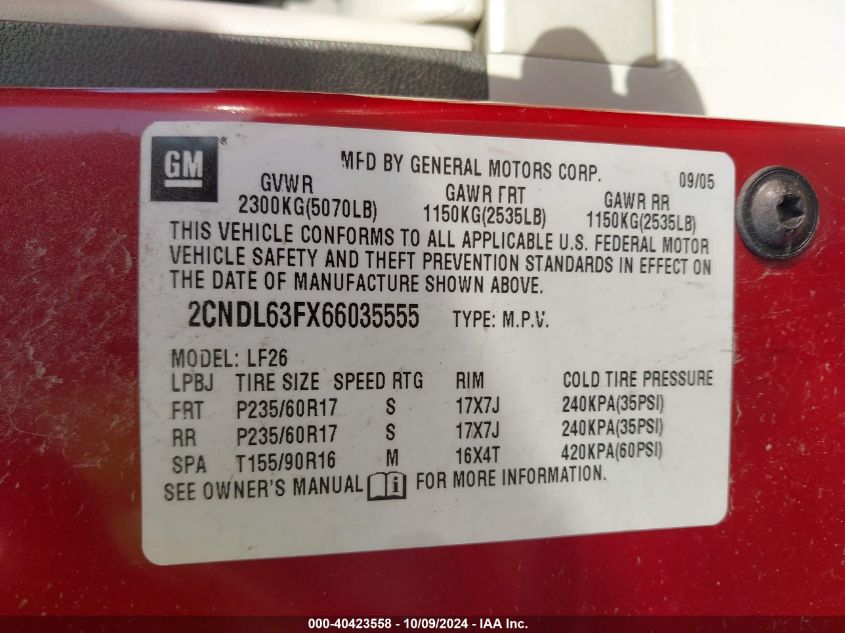 GM®
MFD BY GENERAL MOTORS CORP. 09/05
GVWR GAWR FRT GAWR RR
2300KG(5070LB) 1150KG(2535LB) 1150KG(2535LB)
THIS VEHICLE CONFORMS TO ALL APPLICABLE U.S. FEDERAL MOTOR
VEHICLE SAFETY AND THEFT PREVENTION STANDARDS IN EFFECT ON
THE DATE OF MANUFACTURE SHOWN ABOVE.
2CNDL63FX66035555 TYPE: M.P.V.
MODEL: LF26
LPBJ TIRE SIZE SPEED RTG RIM COLD TIRE PRESSURE
FRT P235/60R17 S 17X7J 240KPA(35PSI)
RR P235/60R17 S 17X7J 240KPA(35PSI)
SPA T155/90R16 M 16X4T 420KPA(60PSI)
SEE OWNER'S MANUAL i FOR MORE INFORMATION.
000-40423558 - 10/09/2024 - IAA Inc.